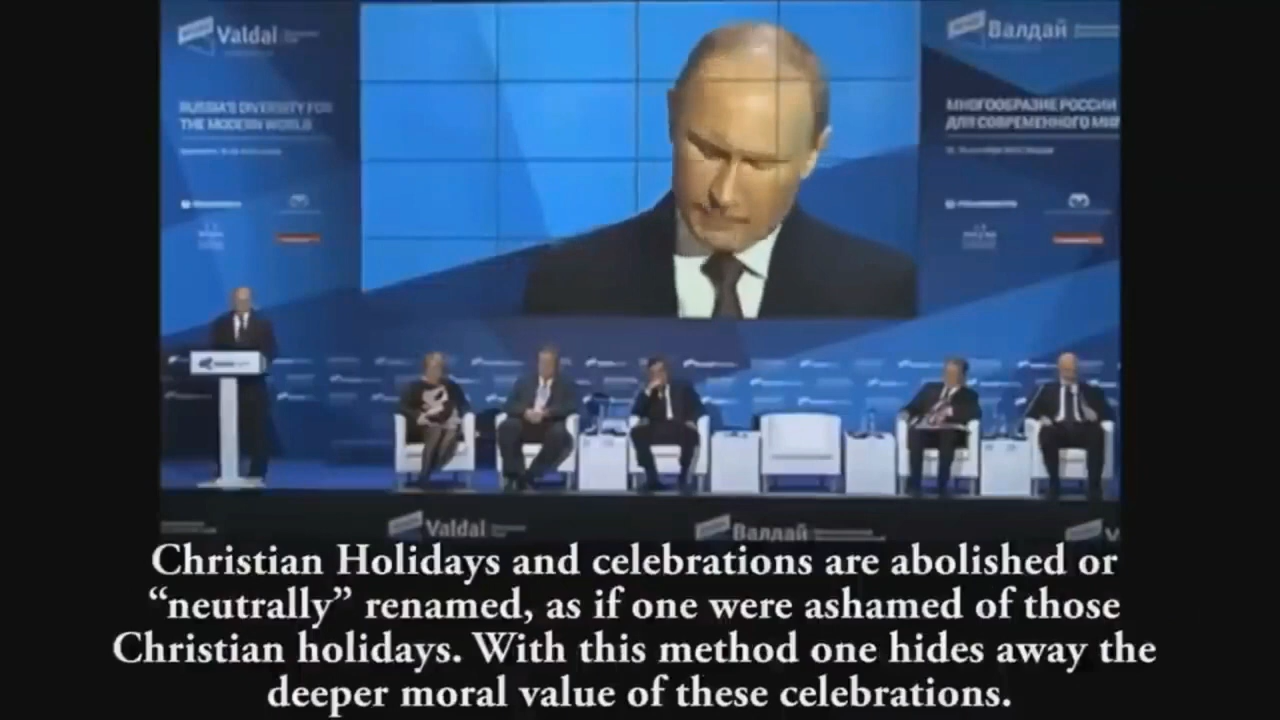 Valdai
Валдай
RUSSIA'S DIVERSITY FOR
THE MODERN WORLD
МНОГООБРАЗИЕ РОССИИ
ДЛЯ СОВРЕМЕННОГО МИР
Valdai
Валдай
Christian Holidays and celebrations are abolished or
“neutrally” renamed, as if one were ashamed of those
Christian holidays. With this method one hides away the
deeper moral value of these celebrations.